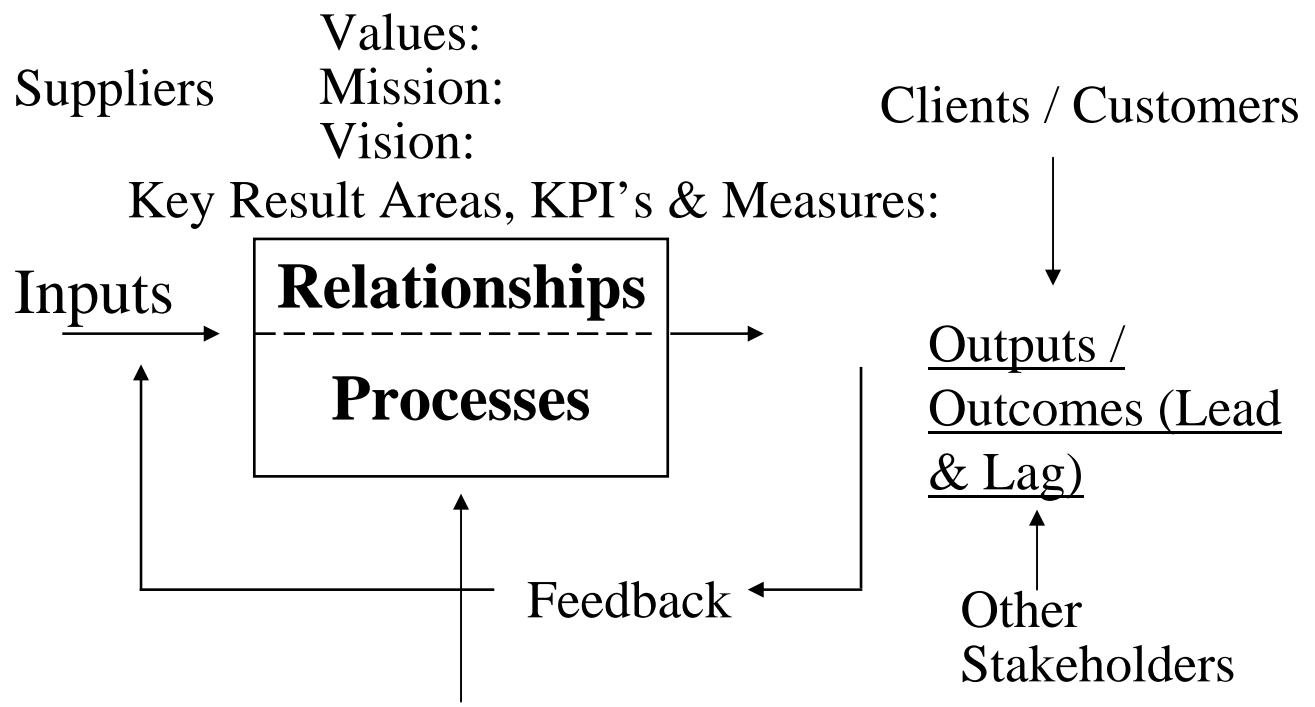 Values:
Suppliers
Mission:
Clients / Customers
Vision:
Key Result Areas, KPI’s & Measures:
Inputs
Relationships
Processes
Outputs /
Outcomes (Lead
& Lag)
Feedback
Other
Stakeholders